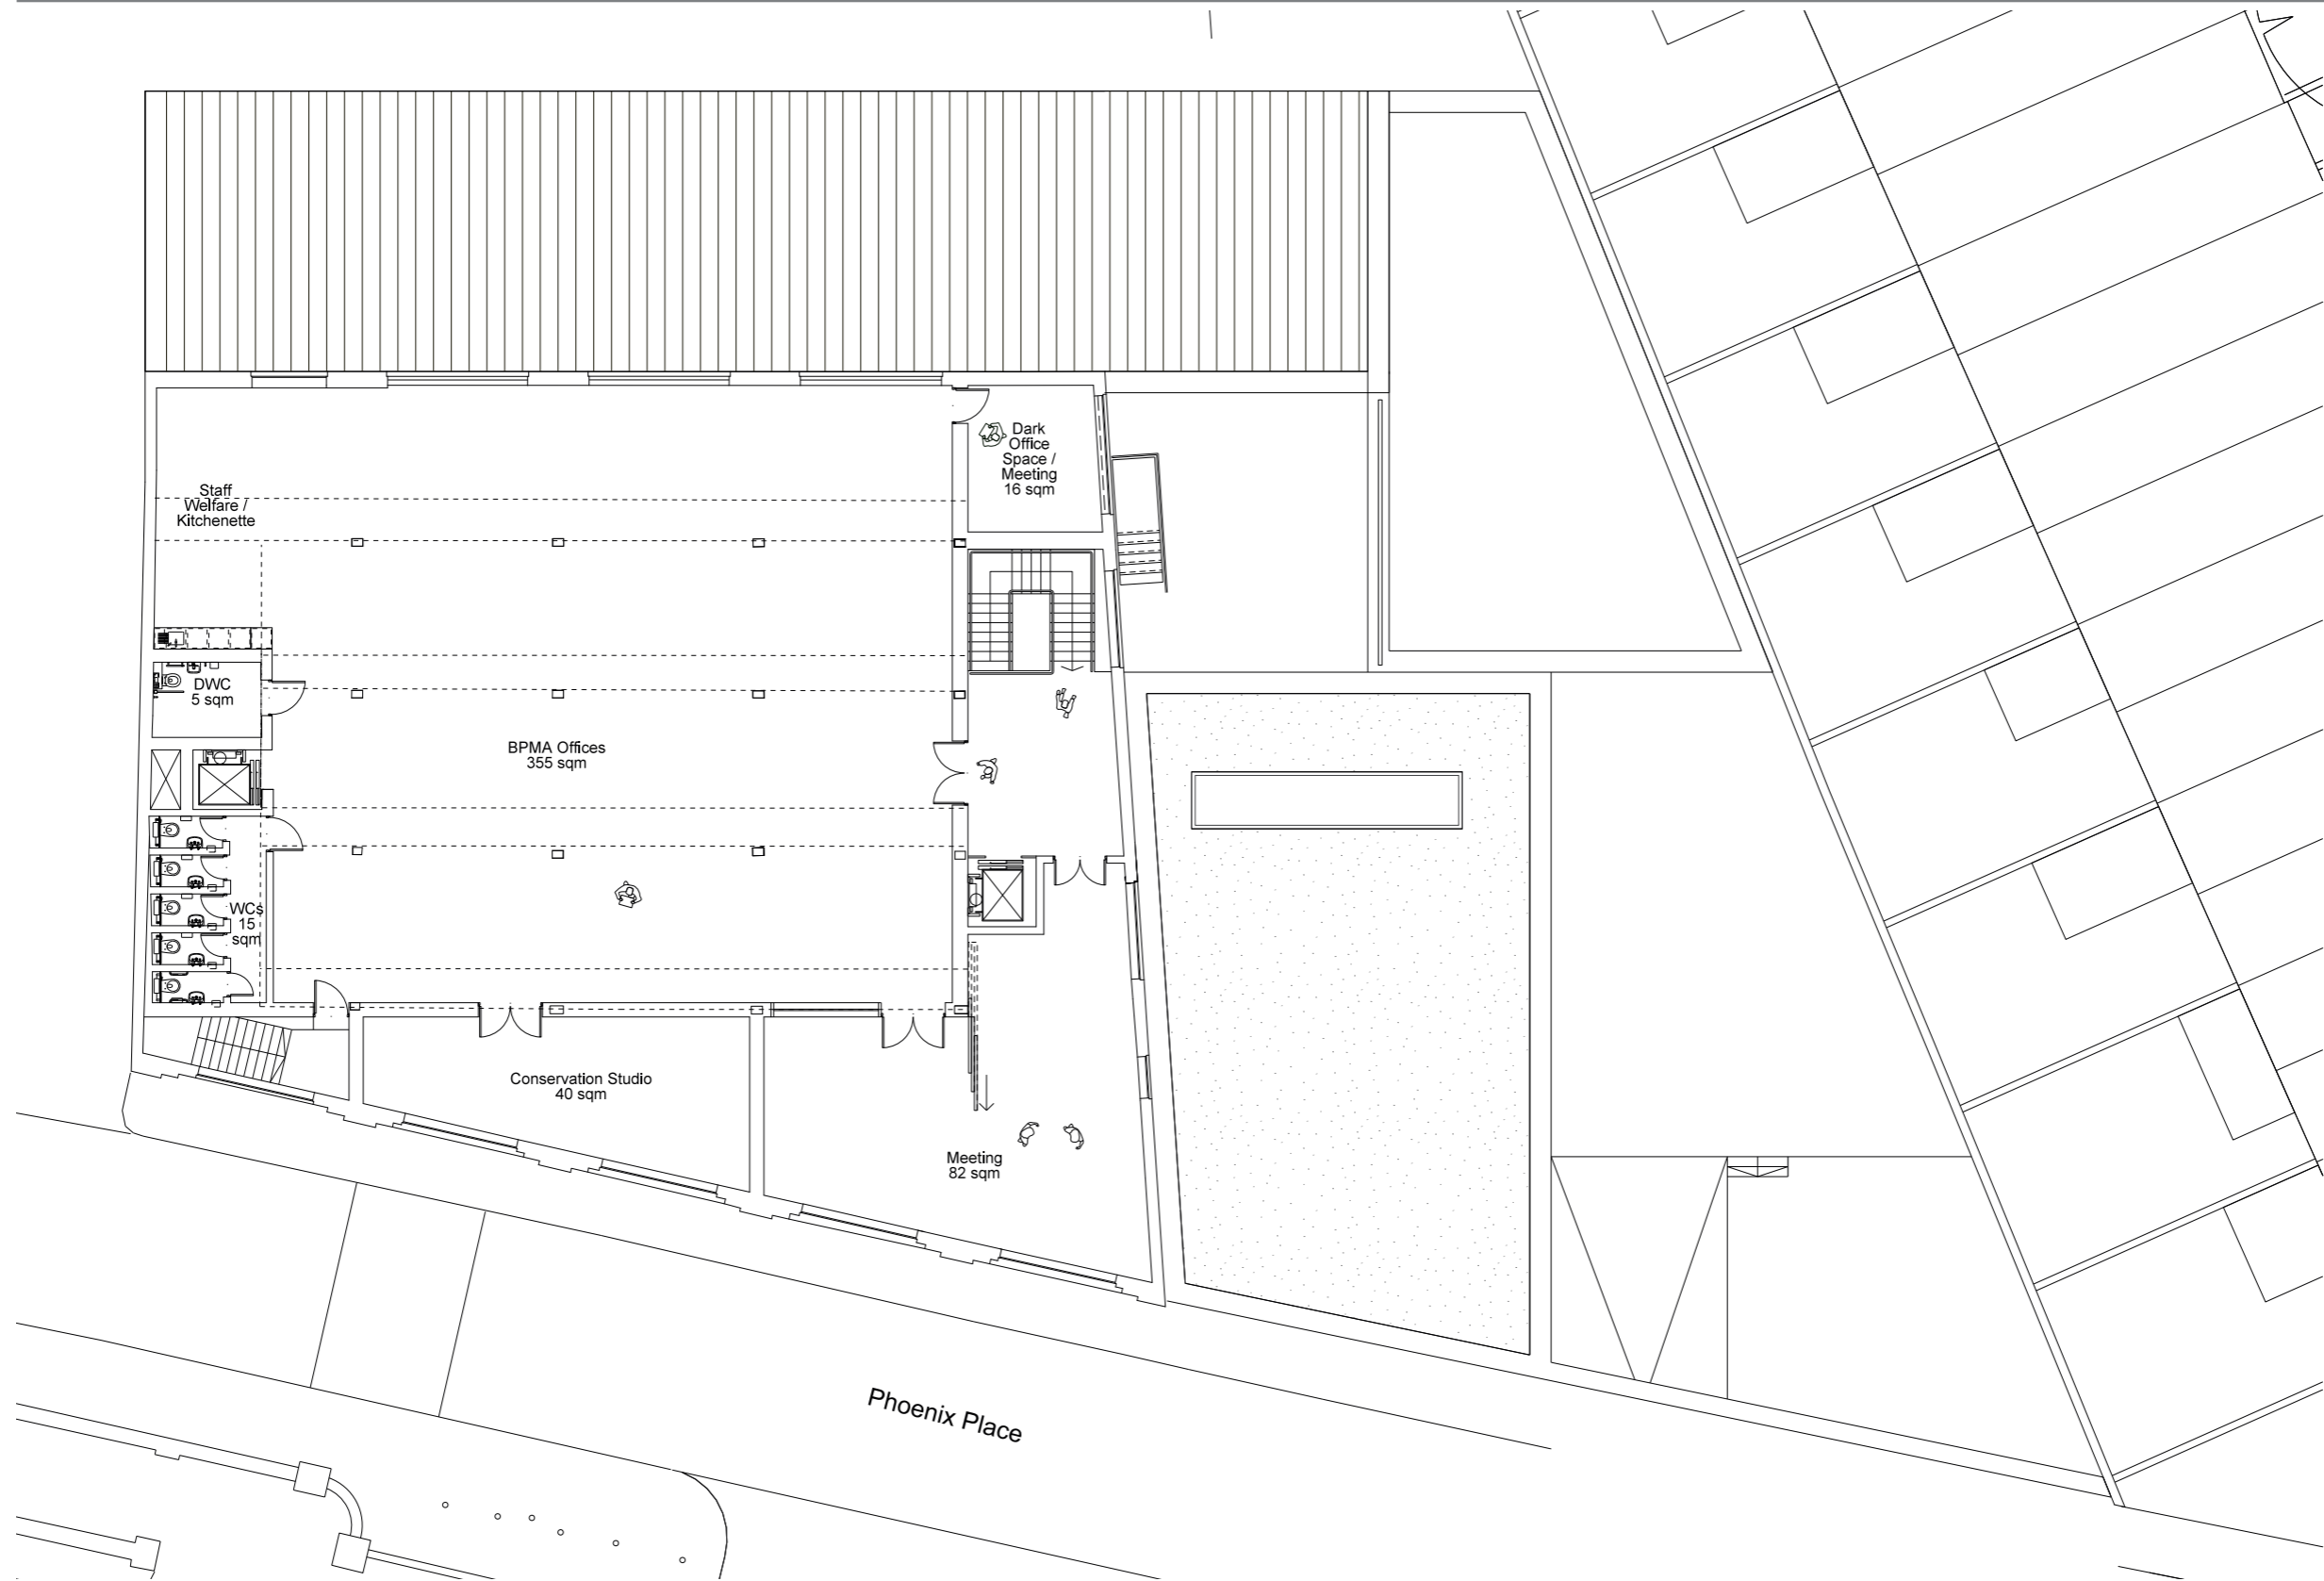 Dark
Office
Space /
Meeting
16 sqm
Staff
Welfare /
Kitchenette
DWC
5 sqm
BPMA Offices
355 sqm
WCs
15
sqm
Conservation Studio
40 sqm
Meeting
82 sqm
Phoenix Place